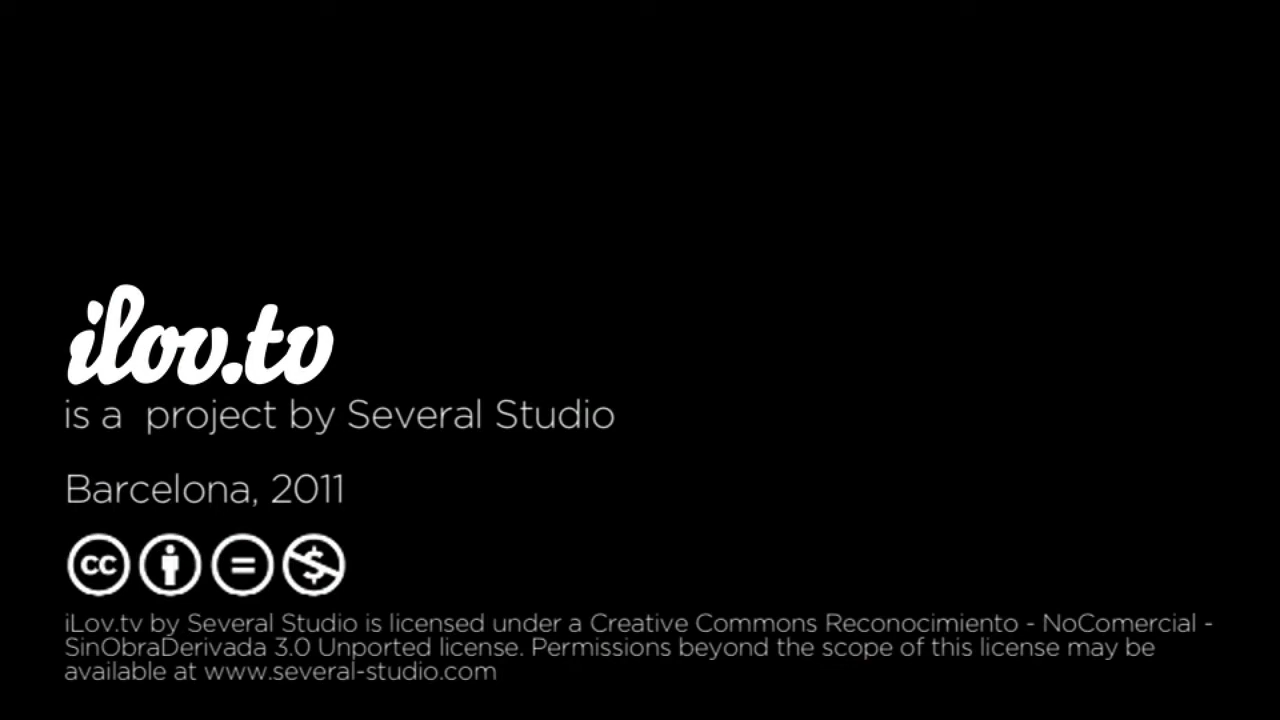 ilov.tv
is a  project by Several Studio
Barcelona, 2011
cc = $
iLov.tv by Several Studio is licensed under a Creative Commons Reconocimiento - NoComercial -
SinObraDerivada 3.0 Unported license. Permissions beyond the scope of this license may be
available at www.several-studio.com